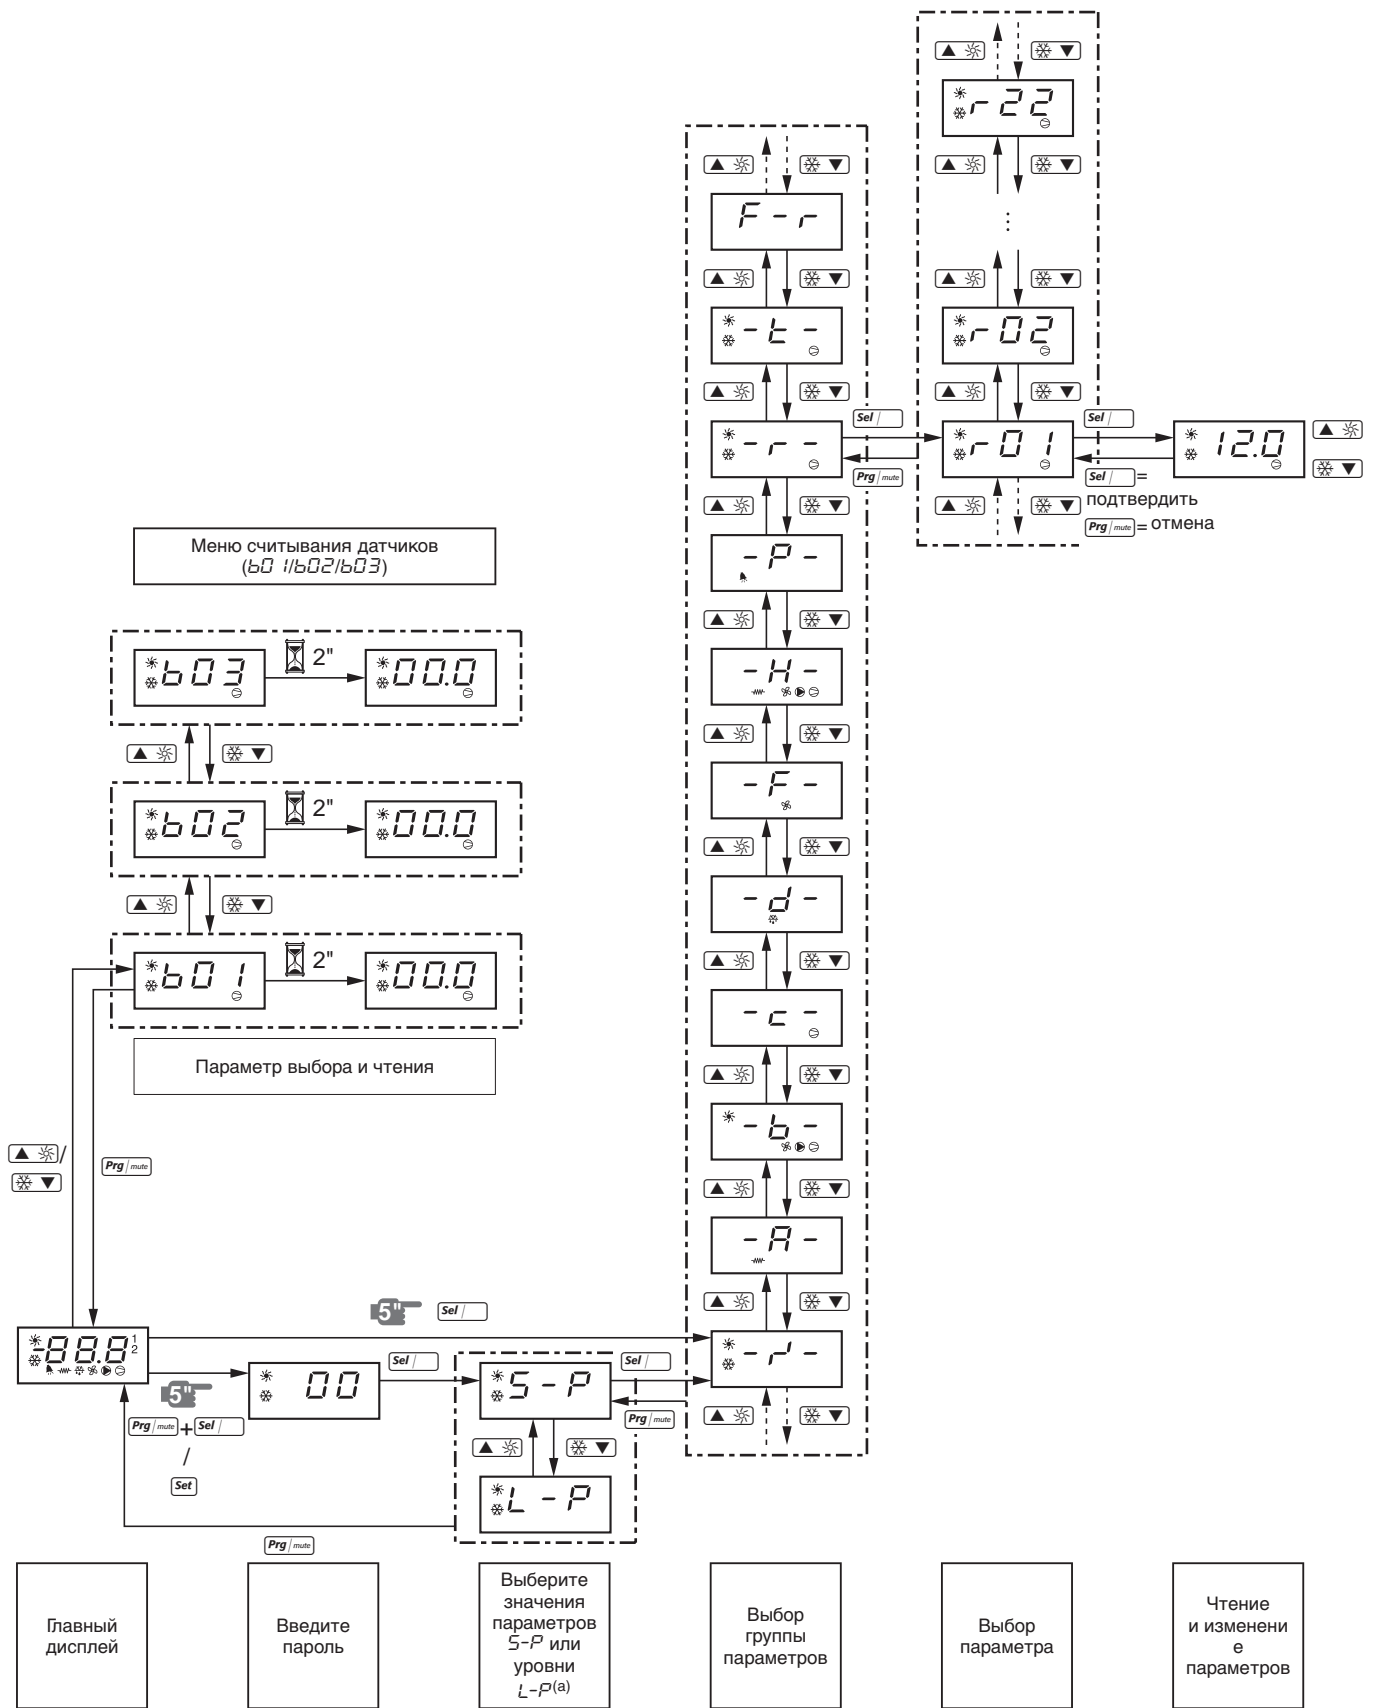 r22
F-r
-t-
r02
-r-
Sel
r01
Sel
12.0
Prg/mute
Sel =
подтвердить
Prg/mute = отмена
-P-
Меню считывания датчиков
(b01/b02/b03)
-H-
b03
2"
00.0
-F-
b02
2"
00.0
-d-
b01
2"
00.0
-c-
Параметр выбора и чтения
-b-
/
Prg/mute
-A-
5"
Sel
-88.8
1
2
-r-
5"
00
Sel
S-P
Sel
Prg/mute
Prg/mute + Sel
/
Set
L-P
Prg/mute
Главный
дисплей
Введите
пароль
Выберите
значения
параметров
S-P или
уровни
L-P(a)
Выбор
группы
параметров
Выбор
параметра
Чтение
и изменени
е
параметров